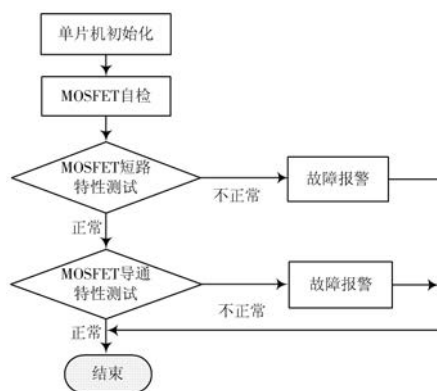 单片机初始化
MOSFET自检
MOSFET短路
特性测试
不正常
故障报警
正常
MOSFET导通
特性测试
不正常
故障报警
正常
结束